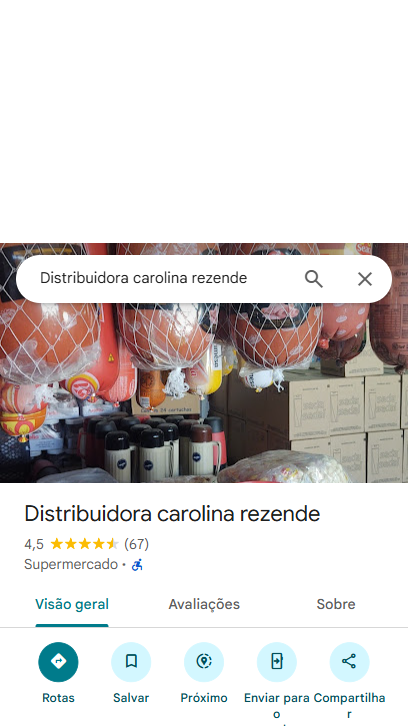 Distribuidora carolina rezende
Distribuidora carolina rezende
4,5 (67)
Supermercado ·
Visão geral Avaliações Sobre
Rotas Salvar Próximo Enviar para o Compartilhar